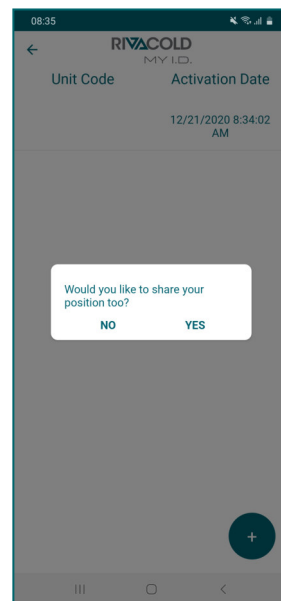 08:35
RIVACOLD
MY I.D.
Unit Code Activation Date
12/21/2020 8:34:02
AM
Would you like to share your
position too?
NO YES
+